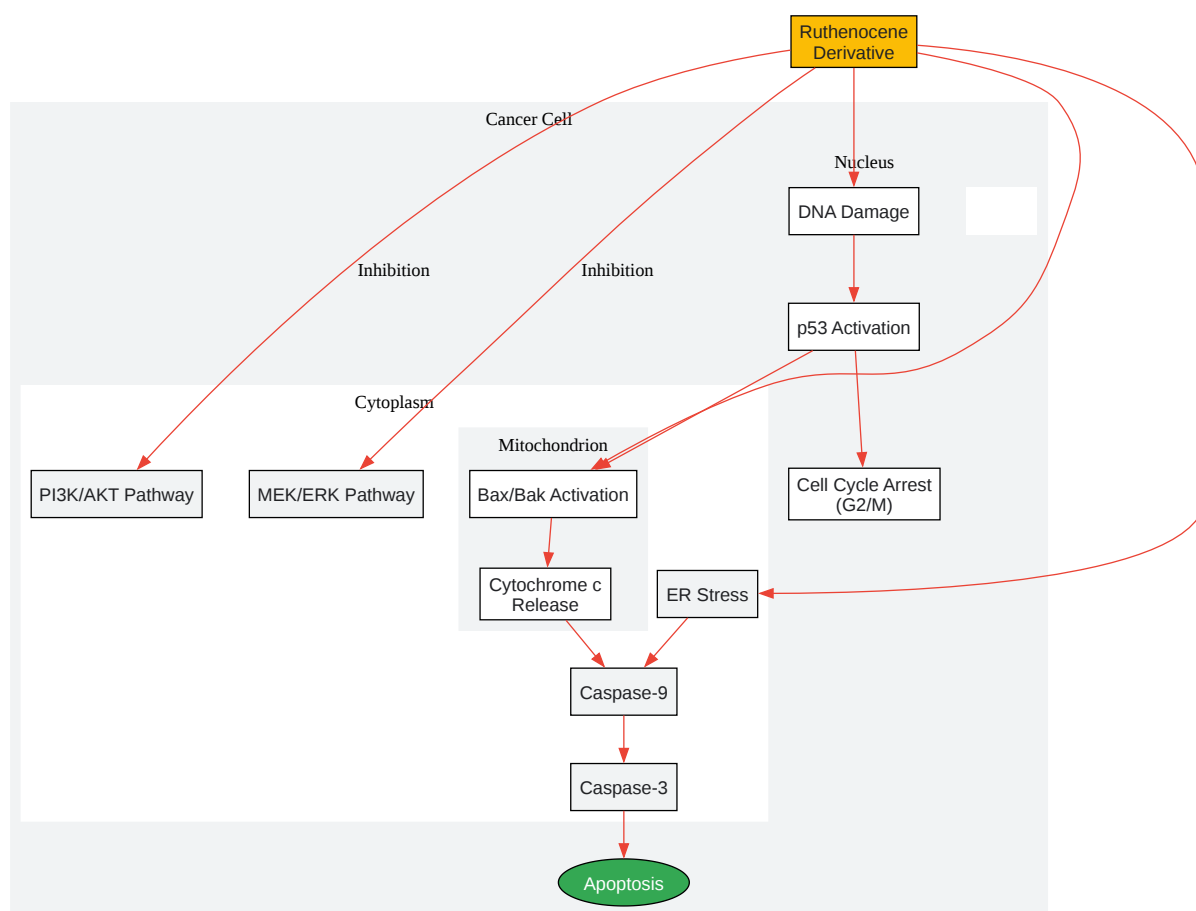 Ruthenocene
Derivative
Cancer Cell
Nucleus
DNA Damage
Inhibition
Inhibition
p53 Activation
Cytoplasm
Mitochondrion
PI3K/AKT Pathway
MEK/ERK Pathway
Bax/Bak Activation
Cell Cycle Arrest
(G2/M)
Cytochrome c
Release
ER Stress
Caspase-9
Caspase-3
Apoptosis